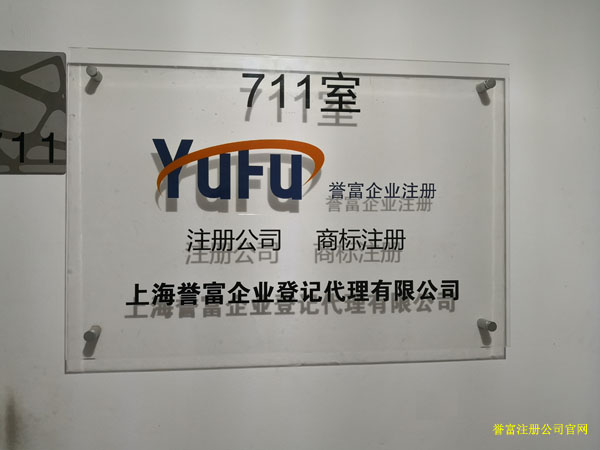 711室
711
YuFu 誉富企业注册
注册公司 商标注册
上海誉富企业登记代理有限公司
誉富注册公司官网